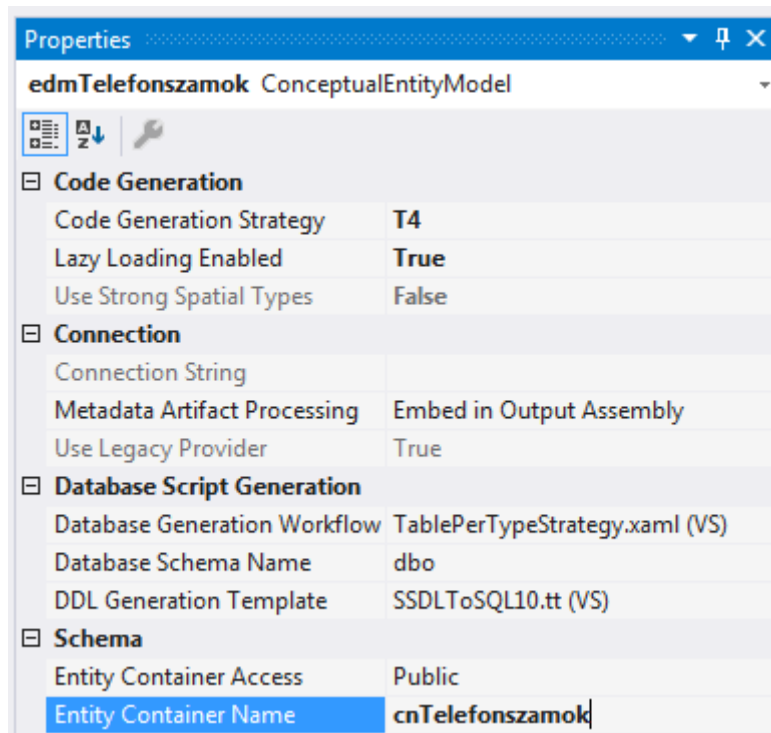 Properties
edmTelefonszamok ConceptualEntityModel
Code Generation
Code Generation Strategy T4
Lazy Loading Enabled True
Use Strong Spatial Types False
Connection
Connection String
Metadata Artifact Processing Embed in Output Assembly
Use Legacy Provider True
Database Script Generation
Database Generation Workflow TablePerTypeStrategy.xaml (VS)
Database Schema Name dbo
DDL Generation Template SSDLToSQL10.tt (VS)
Schema
Entity Container Access Public
Entity Container Name cnTelefonszamok